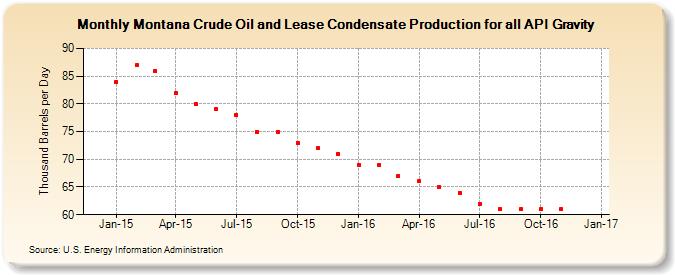 Monthly Montana Crude Oil and Lease Condensate Production for all API Gravity
Thousand Barrels per Day
90
85
80
75
70
65
60
Jan-15 Apr-15 Jul-15 Oct-15 Jan-16 Apr-16 Jul-16 Oct-16 Jan-17
Source: U.S. Energy Information Administration